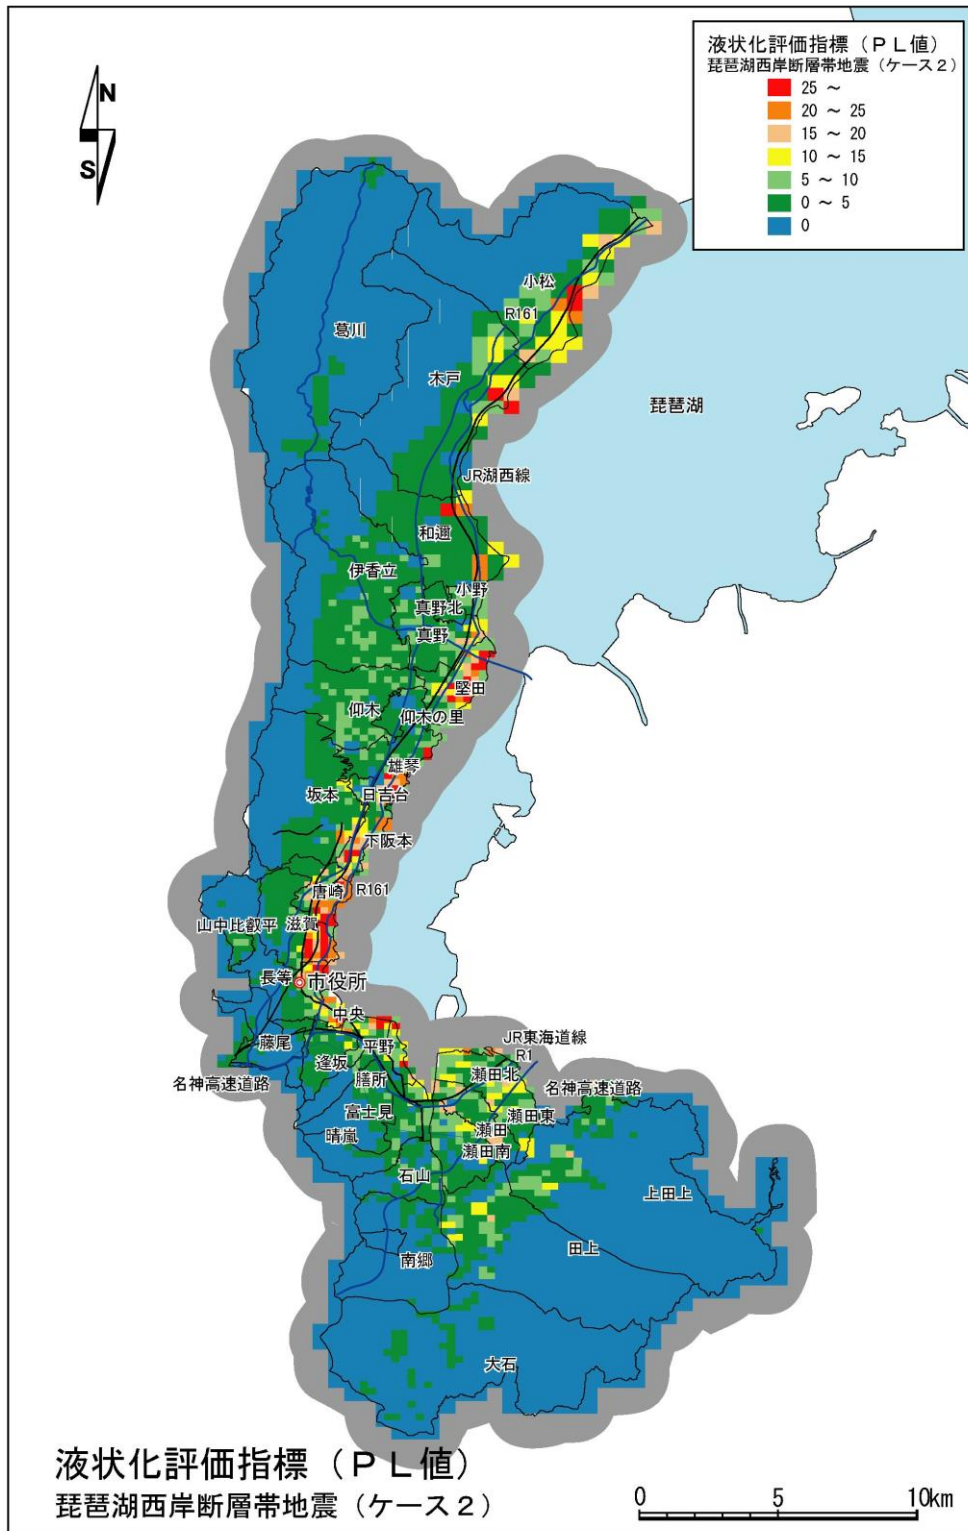 液状化評価指標（ＰＬ値）
琵琶湖西岸断層帯地震（ケース２）
25 ～
20 ～ 25
15 ～ 20
10 ～ 15
5 ～ 10
0 ～ 5
0
N
S
小松
R161
葛川
木戸
琵琶湖
JR湖西線
和邇
伊香立
小野
真野北
真野
堅田
仰木
仰木の里
雄琴
坂本
日吉台
下阪本
唐崎
R161
山中比叡平
滋賀
長等
市役所
中央
藤尾
平野
JR東海道線
R1
逢坂
膳所
瀬田北
名神高速道路
名神高速道路
富士見
瀬田東
晴嵐
瀬田
瀬田南
石山
上田上
田上
南郷
大石
液状化評価指標（ＰＬ値）
琵琶湖西岸断層帯地震（ケース２）
0 5 10km